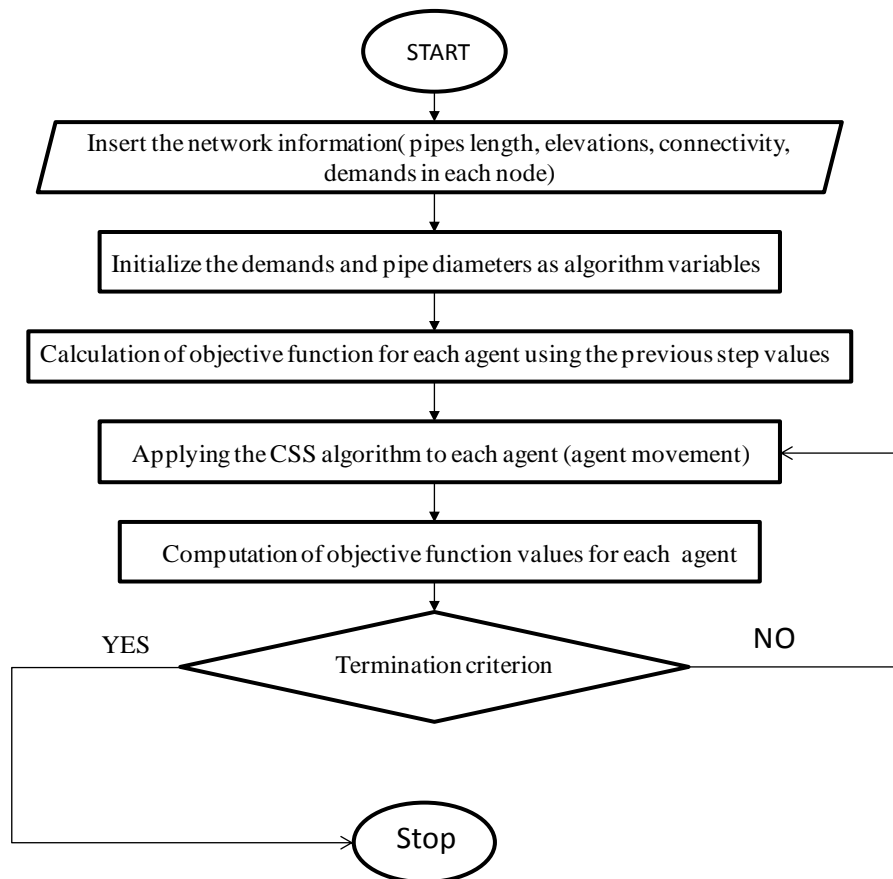 START
Insert the network information( pipes length, elevations, connectivity,
demands in each node)
Initialize the demands and pipe diameters as algorithm variables
Calculation of objective function for each agent using the previous step values
Applying the CSS algorithm to each agent (agent movement)
Computation of objective function values for each agent
YES
NO
Termination criterion
Stop